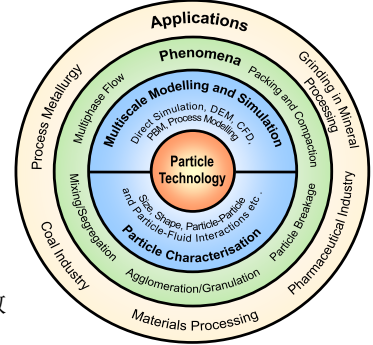 Applications
Phenomena
Multiscale Modelling and Simulation
Direct Simulation, DEM, CFD,
PBM, Process Modelling
Particle
Technology
Size, Shape, Particle-Particle
and Particle-Fluid Interactions etc .
Particle Characterisation
Multiphase Flow
Packing and Compaction
Mixing/Segregation
Particle Breakage
Agglomeration/Granulation
Process Metallurgy
Grinding in Mineral
Processing
Coal Industry
Pharmaceutical Industry
Materials Processing